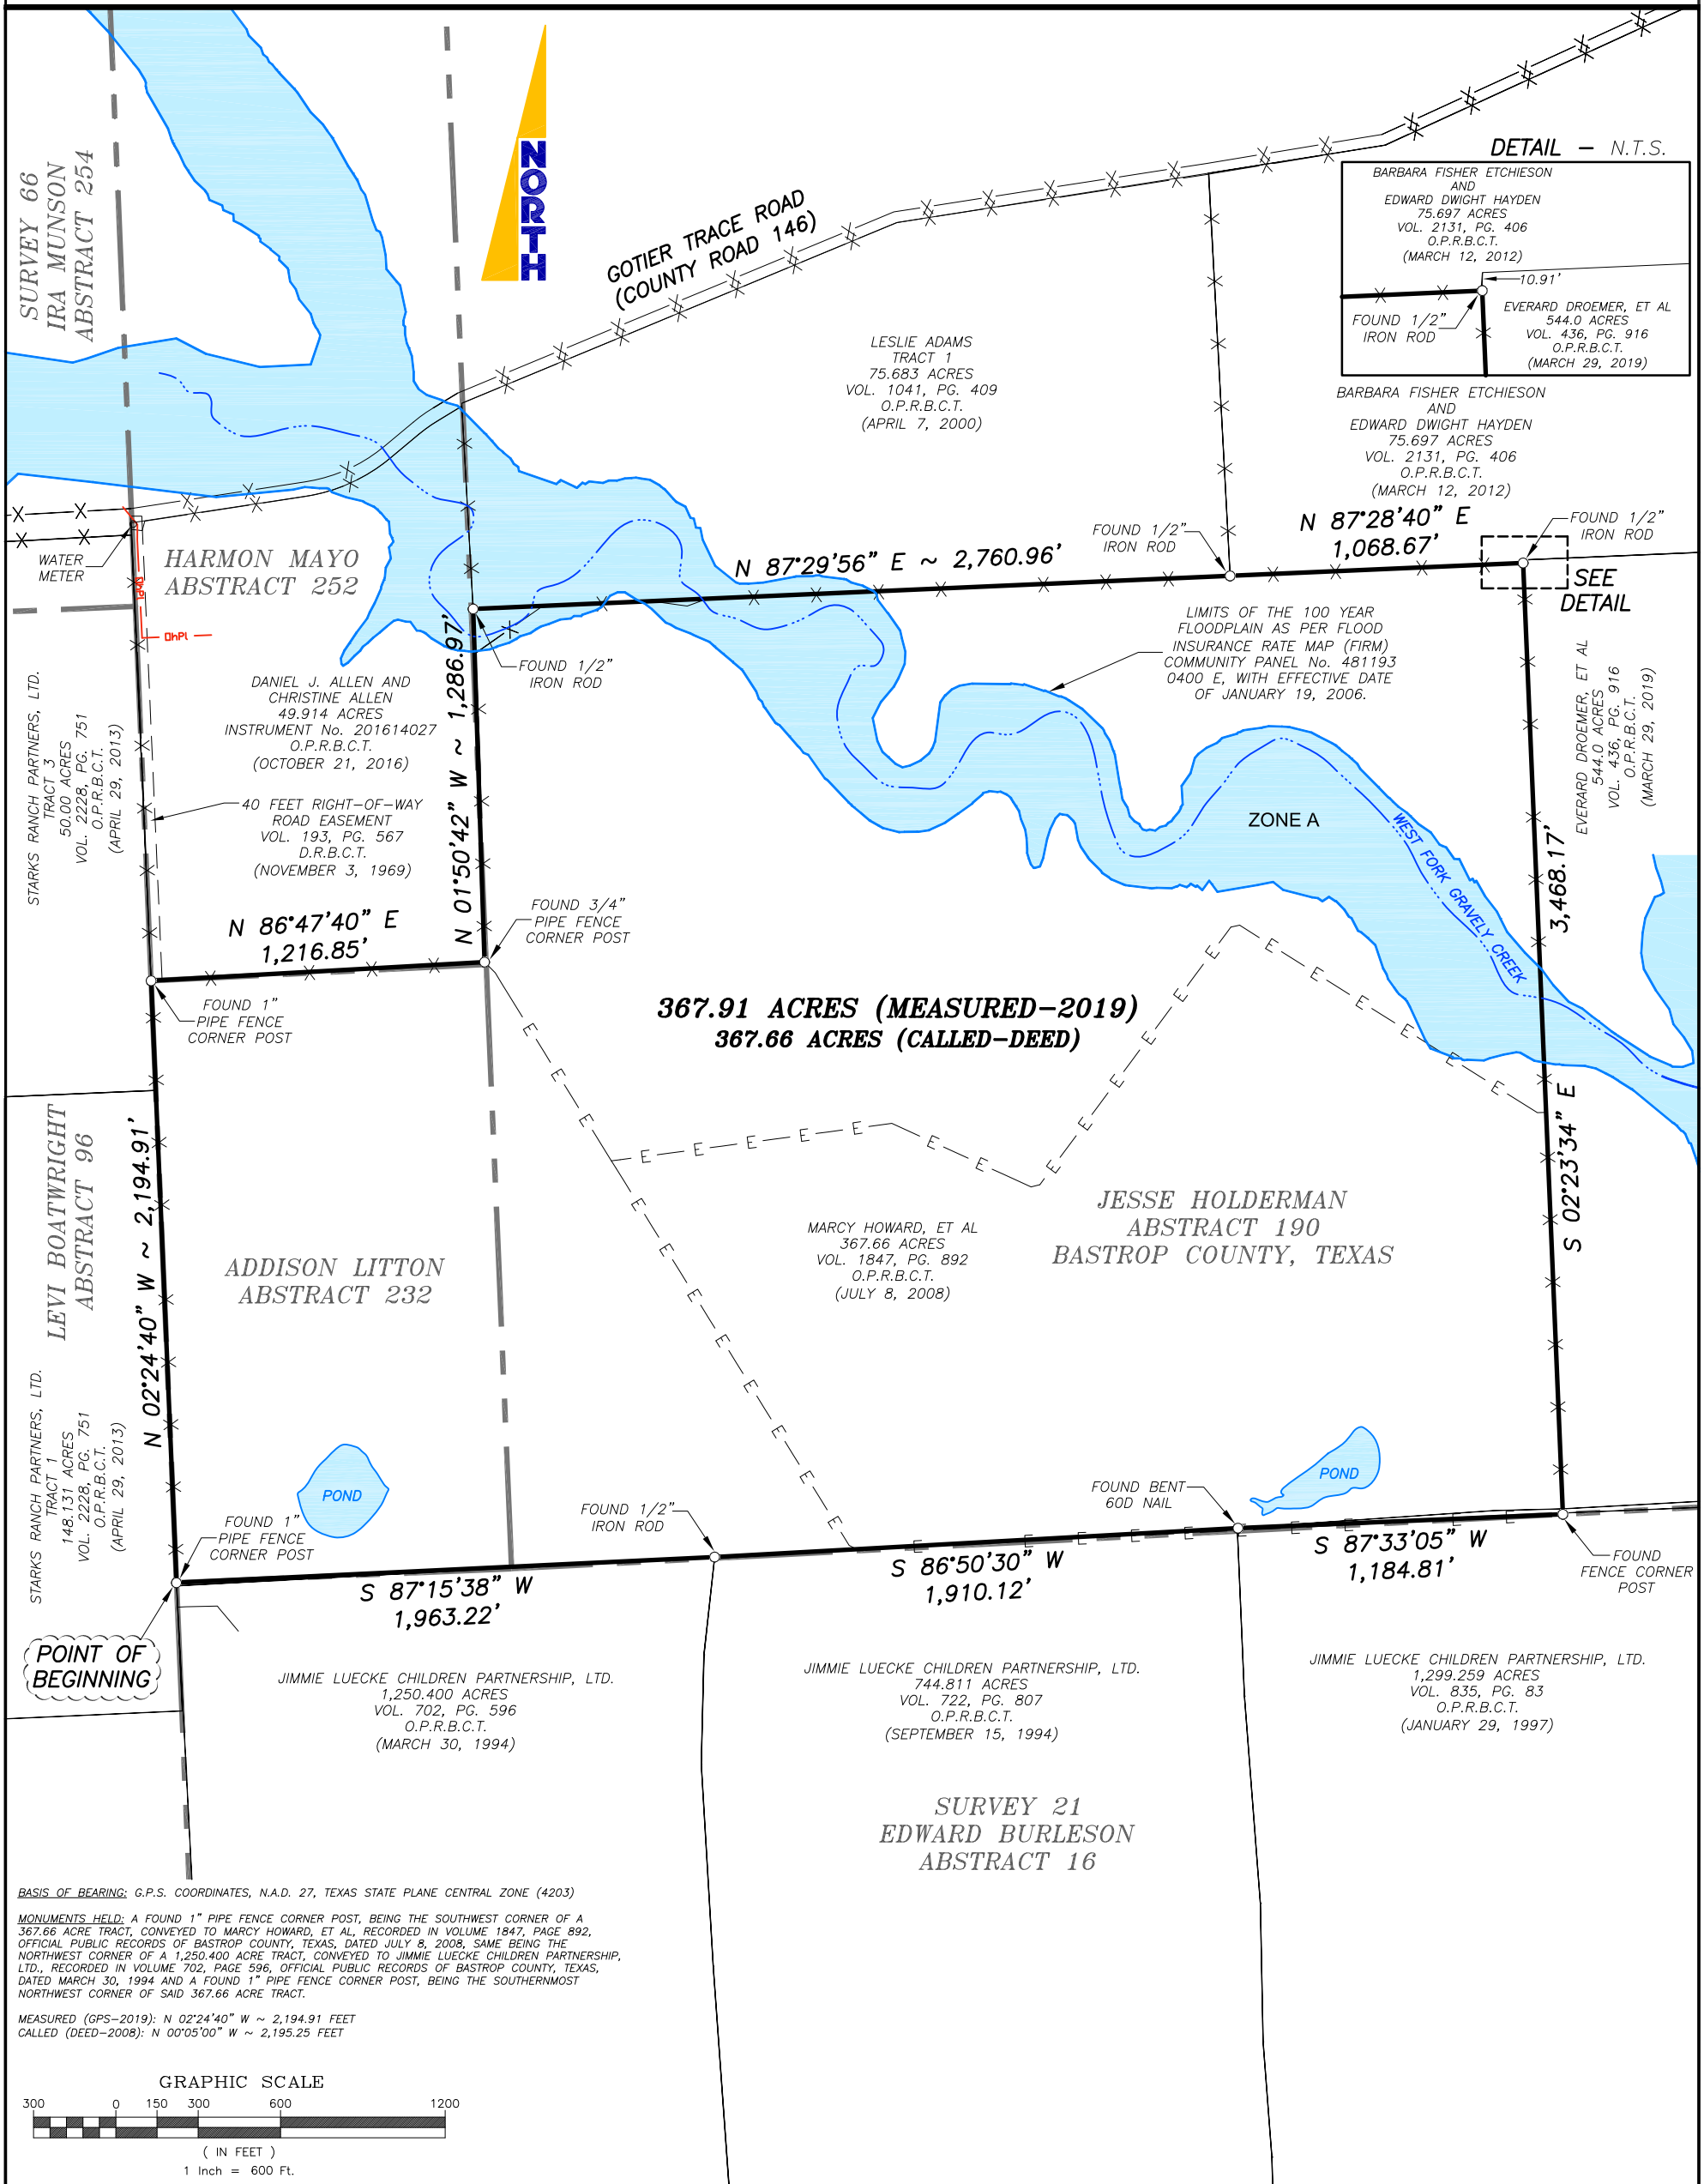 SURVEY 66
IRA MUNSON
ABSTRACT 254
NORTH
GOTIER TRACE ROAD
(COUNTY ROAD 146)
DETAIL – N.T.S.
BARBARA FISHER ETCHIESON
AND
EDWARD DWIGHT HAYDEN
75.697 ACRES
VOL. 2131, PG. 406
O.P.R.B.C.T.
(MARCH 12, 2012)
10.91'
FOUND 1/2"
IRON ROD
EVERARD DROEMER, ET AL
544.0 ACRES
VOL. 436, PG. 916
O.P.R.B.C.T.
(MARCH 29, 2019)
LESLIE ADAMS
TRACT 1
75.683 ACRES
VOL. 1041, PG. 409
O.P.R.B.C.T.
(APRIL 7, 2000)
BARBARA FISHER ETCHIESON
AND
EDWARD DWIGHT HAYDEN
75.697 ACRES
VOL. 2131, PG. 406
O.P.R.B.C.T.
(MARCH 12, 2012)
WATER
METER
HARMON MAYO
ABSTRACT 252
OhPl
OhPl
N 87°29'56" E ~ 2,760.96'
FOUND 1/2"
IRON ROD
N 87°28'40" E
1,068.67'
FOUND 1/2"
IRON ROD
SEE
DETAIL
LIMITS OF THE 100 YEAR
FLOODPLAIN AS PER FLOOD
INSURANCE RATE MAP (FIRM)
COMMUNITY PANEL No. 481193
0400 E, WITH EFFECTIVE DATE
OF JANUARY 19, 2006.
FOUND 1/2"
IRON ROD
N 01°50'42" W ~ 1,286.97'
STARKS RANCH PARTNERS, LTD.
TRACT 3
50.00 ACRES
VOL. 2228, PG. 751
O.P.R.B.C.T.
(APRIL 29, 2013)
DANIEL J. ALLEN AND
CHRISTINE ALLEN
49.914 ACRES
INSTRUMENT No. 201614027
O.P.R.B.C.T.
(OCTOBER 21, 2016)
40 FEET RIGHT-OF-WAY
ROAD EASEMENT
VOL. 193, PG. 567
D.R.B.C.T.
(NOVEMBER 3, 1969)
EVERARD DROEMER, ET AL
544.0 ACRES
VOL. 436, PG. 916
O.P.R.B.C.T.
(MARCH 29, 2019)
ZONE A
WEST FORK GRAVELY CREEK
3,468.17'
S 02°23'34" E
N 86°47'40" E
1,216.85'
FOUND 3/4"
PIPE FENCE
CORNER POST
FOUND 1"
PIPE FENCE
CORNER POST
367.91 ACRES (MEASURED-2019)
367.66 ACRES (CALLED-DEED)
LEVI BOATWRIGHT
ABSTRACT 96
N 02°24'40" W ~ 2,194.91'
ADDISON LITTON
ABSTRACT 232
MARCY HOWARD, ET AL
367.66 ACRES
VOL. 1847, PG. 892
O.P.R.B.C.T.
(JULY 8, 2008)
JESSE HOLDERMAN
ABSTRACT 190
BASTROP COUNTY, TEXAS
STARKS RANCH PARTNERS, LTD.
TRACT 1
148.131 ACRES
VOL. 2228, PG. 751
O.P.R.B.C.T.
(APRIL 29, 2013)
POND
POND
FOUND 1"
PIPE FENCE
CORNER POST
FOUND 1/2"
IRON ROD
FOUND BENT
60D NAIL
FOUND
FENCE CORNER
POST
S 87°15'38" W
1,963.22'
S 86°50'30" W
1,910.12'
S 87°33'05" W
1,184.81'
POINT OF
BEGINNING
JIMMIE LUECKE CHILDREN PARTNERSHIP, LTD.
1,250.400 ACRES
VOL. 702, PG. 596
O.P.R.B.C.T.
(MARCH 30, 1994)
JIMMIE LUECKE CHILDREN PARTNERSHIP, LTD.
744.811 ACRES
VOL. 722, PG. 807
O.P.R.B.C.T.
(SEPTEMBER 15, 1994)
JIMMIE LUECKE CHILDREN PARTNERSHIP, LTD.
1,299.259 ACRES
VOL. 835, PG. 83
O.P.R.B.C.T.
(JANUARY 29, 1997)
SURVEY 21
EDWARD BURLESON
ABSTRACT 16
BASIS OF BEARING: G.P.S. COORDINATES, N.A.D. 27, TEXAS STATE PLANE CENTRAL ZONE (4203)
MONUMENTS HELD: A FOUND 1" PIPE FENCE CORNER POST, BEING THE SOUTHWEST CORNER OF A
367.66 ACRE TRACT, CONVEYED TO MARCY HOWARD, ET AL, RECORDED IN VOLUME 1847, PAGE 892,
OFFICIAL PUBLIC RECORDS OF BASTROP COUNTY, TEXAS, DATED JULY 8, 2008, SAME BEING THE
NORTHWEST CORNER OF A 1,250.400 ACRE TRACT, CONVEYED TO JIMMIE LUECKE CHILDREN PARTNERSHIP,
LTD., RECORDED IN VOLUME 702, PAGE 596, OFFICIAL PUBLIC RECORDS OF BASTROP COUNTY, TEXAS,
DATED MARCH 30, 1994 AND A FOUND 1" PIPE FENCE CORNER POST, BEING THE SOUTHERNMOST
NORTHWEST CORNER OF SAID 367.66 ACRE TRACT.
MEASURED (GPS-2019): N 02°24'40" W ~ 2,194.91 FEET
CALLED (DEED-2008): N 00°05'00" W ~ 2,195.25 FEET
GRAPHIC SCALE
300 0 150 300 600 1200
( IN FEET )
1 Inch = 600 Ft.